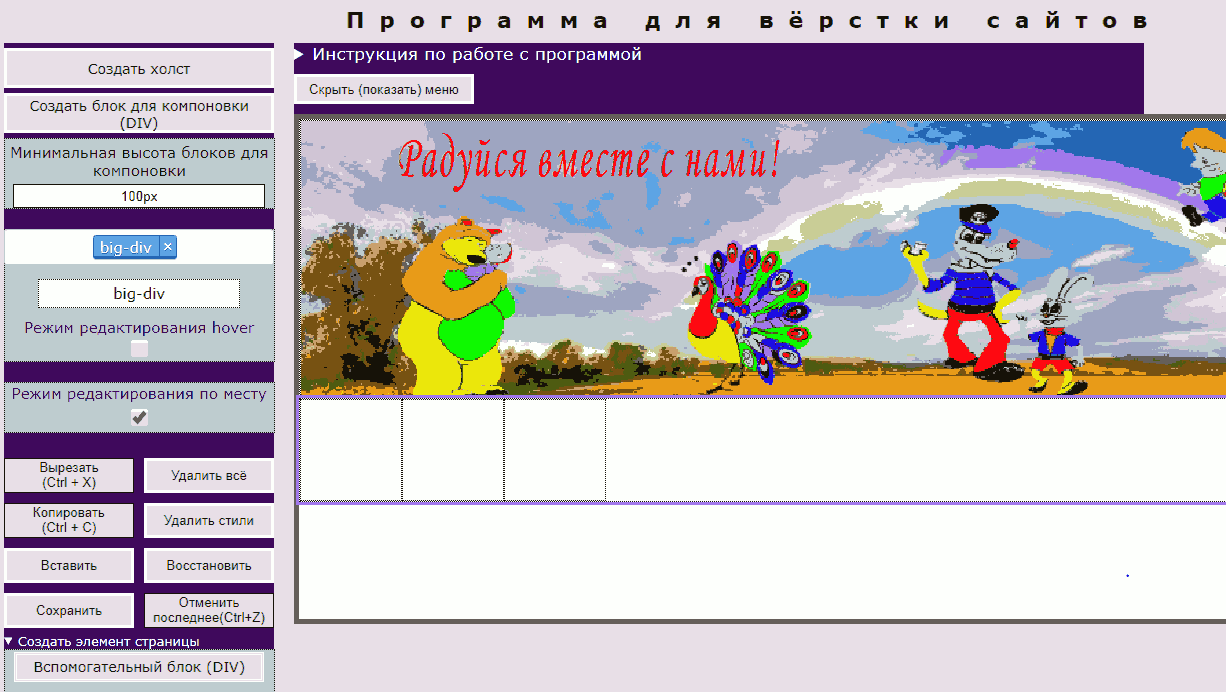 Программа для вёрстки сайтов
Создать холст
Создать блок для компоновки
(DIV)
Минимальная высота блоков для
компоновки
100px
big-div ×
big-div
Режим редактирования hover
Режим редактирования по месту
Вырезать
(Ctrl + X)
Удалить всё
Копировать
(Ctrl + C)
Удалить стили
Вставить
Восстановить
Сохранить
Отменить
последнее(Ctrl+Z)
▼ Создать элемент страницы
Вспомогательный блок (DIV)
▶ Инструкция по работе с программой
Скрыть (показать) меню
Радуйся вместе с нами!